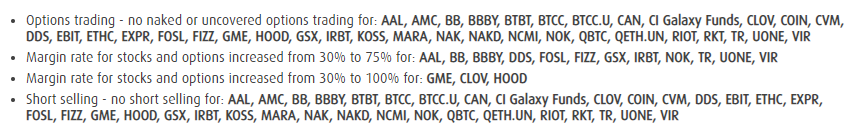 • Options trading - no naked or uncovered options trading for: AAL, AMC, BB, BBBY, BTBT, BTCC, BTCC.U, CAN, CI Galaxy Funds, CLOV, COIN, CVM,
DDS, EBIT, ETHC, EXPR, FOSL, FIZZ, GME, HOOD, GSX, IRBT, KOSS, MARA, NAK, NAKD, NCMI, NOK, QBTC, QETH.UN, RIOT, RKT, TR, UONE, VIR
• Margin rate for stocks and options increased from 30% to 75% for: AAL, BB, BBBY, DDS, FOSL, FIZZ, GSX, IRBT, NOK, TR, UONE, VIR
• Margin rate for stocks and options increased from 30% to 100% for: GME, CLOV, HOOD
• Short selling - no short selling for: AAL, AMC, BB, BBBY, BTBT, BTCC, BTCC.U, CAN, CI Galaxy Funds, CLOV, COIN, CVM, DDS, EBIT, ETHC, EXPR,
FOSL, FIZZ, GME, HOOD, GSX, IRBT, KOSS, MARA, NAK, NAKD, NCMI, NOK, QBTC, QETH.UN, RIOT, RKT, TR, UONE, VIR